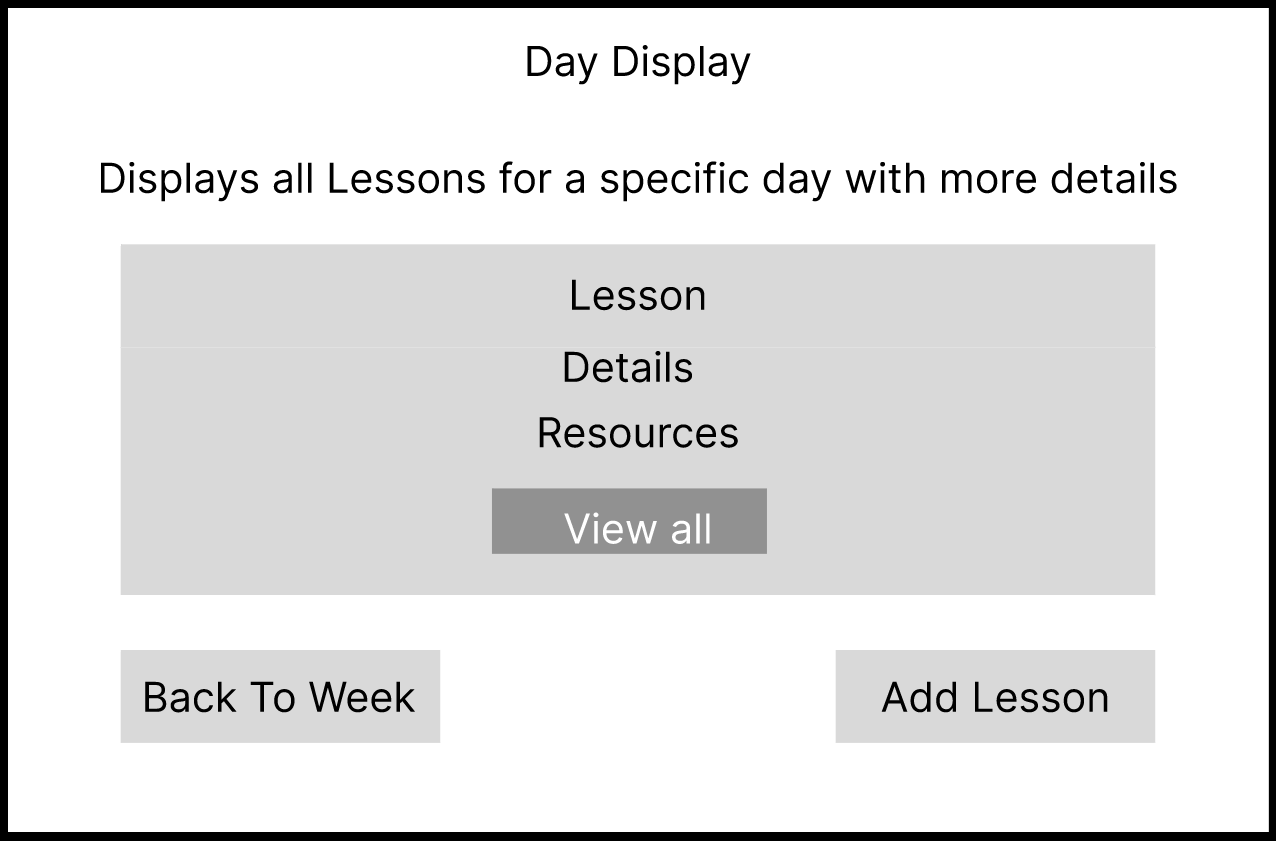 Day Display
Displays all Lessons for a specific day with more details
Lesson
Details
Resources
View all
Back To Week
Add Lesson